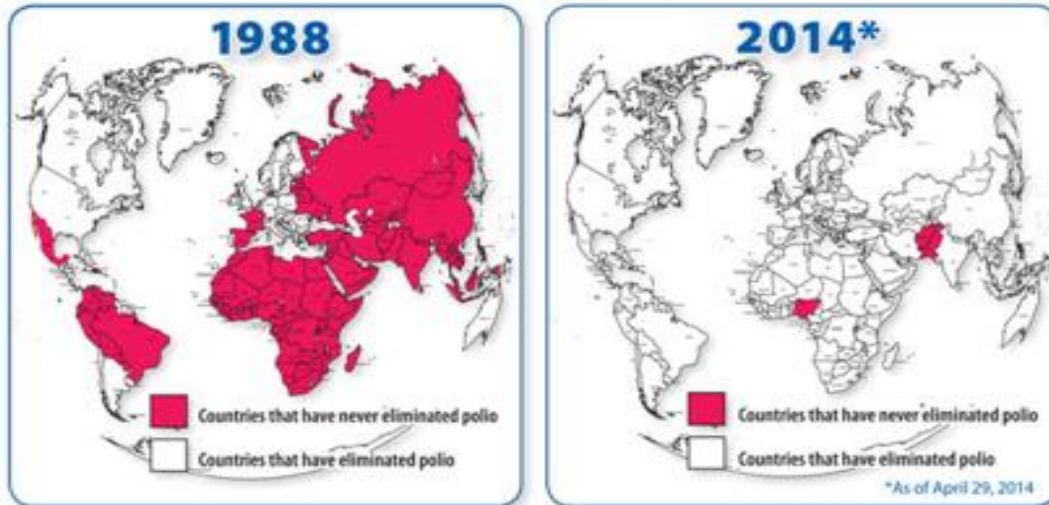 1988
Countries that have never eliminated polio
Countries that have eliminated polio
2014*
Countries that have never eliminated polio
Countries that have eliminated polio
*As of April 29, 2014